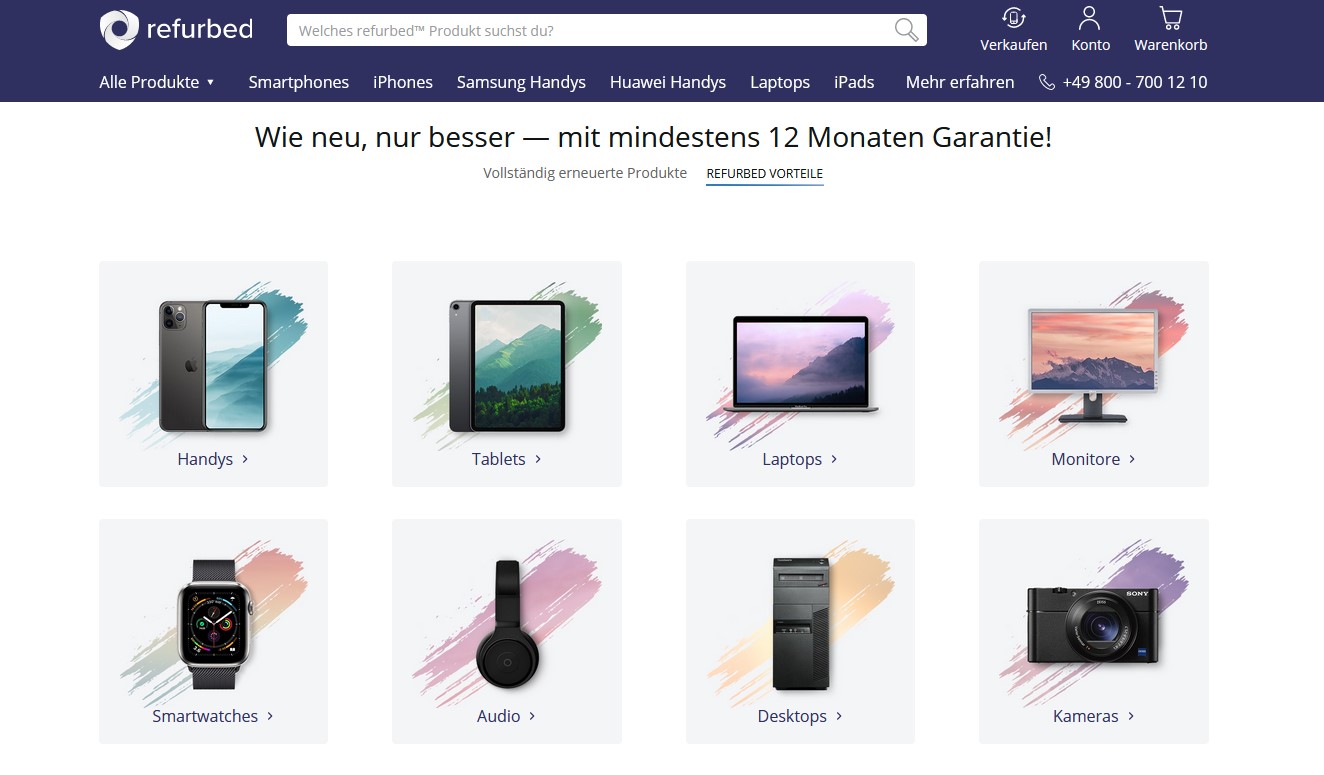 refurbed
Welches refurbed™ Produkt suchst du?
Verkaufen
Konto
Warenkorb
Alle Produkte ▼
Smartphones
iPhones
Samsung Handys
Huawei Handys
Laptops
iPads
Mehr erfahren
+49 800 - 700 12 10
Wie neu, nur besser — mit mindestens 12 Monaten Garantie!
Vollständig erneuerte Produkte
REFURBED VORTEILE
Handys
Tablets
Laptops
Monitore
SONY
Smartwatches
Audio
Desktops
Kameras